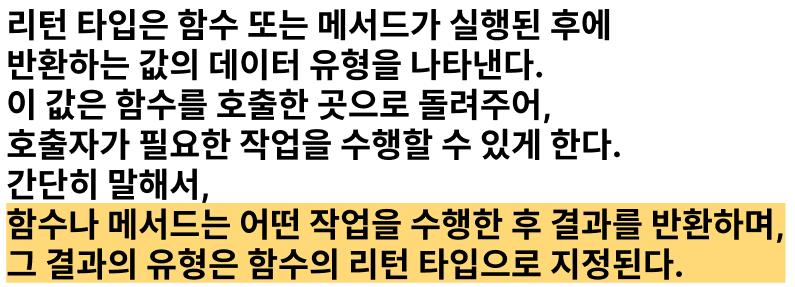 리턴 타입은 함수 또는 메서드가 실행된 후에
반환하는 값의 데이터 유형을 나타낸다.
이 값은 함수를 호출한 곳으로 돌려주어,
호출자가 필요한 작업을 수행할 수 있게 한다.
간단히 말해서,
함수나 메서드는 어떤 작업을 수행한 후 결과를 반환하며,
그 결과의 유형은 함수의 리턴 타입으로 지정된다.